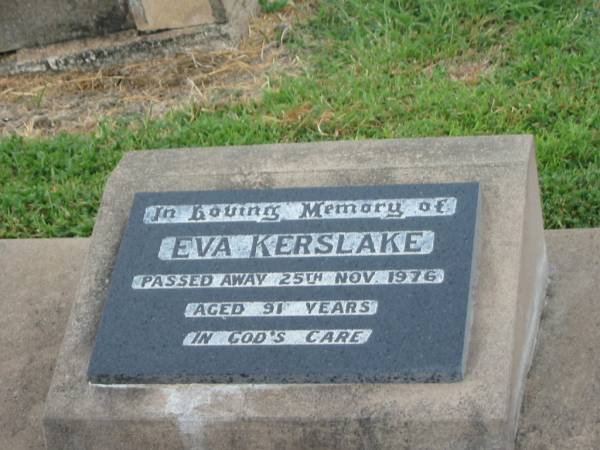 In Loving Memory of
EVA KERSLAKE
PASSED AWAY 25TH NOV. 1976
AGED 91 YEARS
IN GOD'S CARE